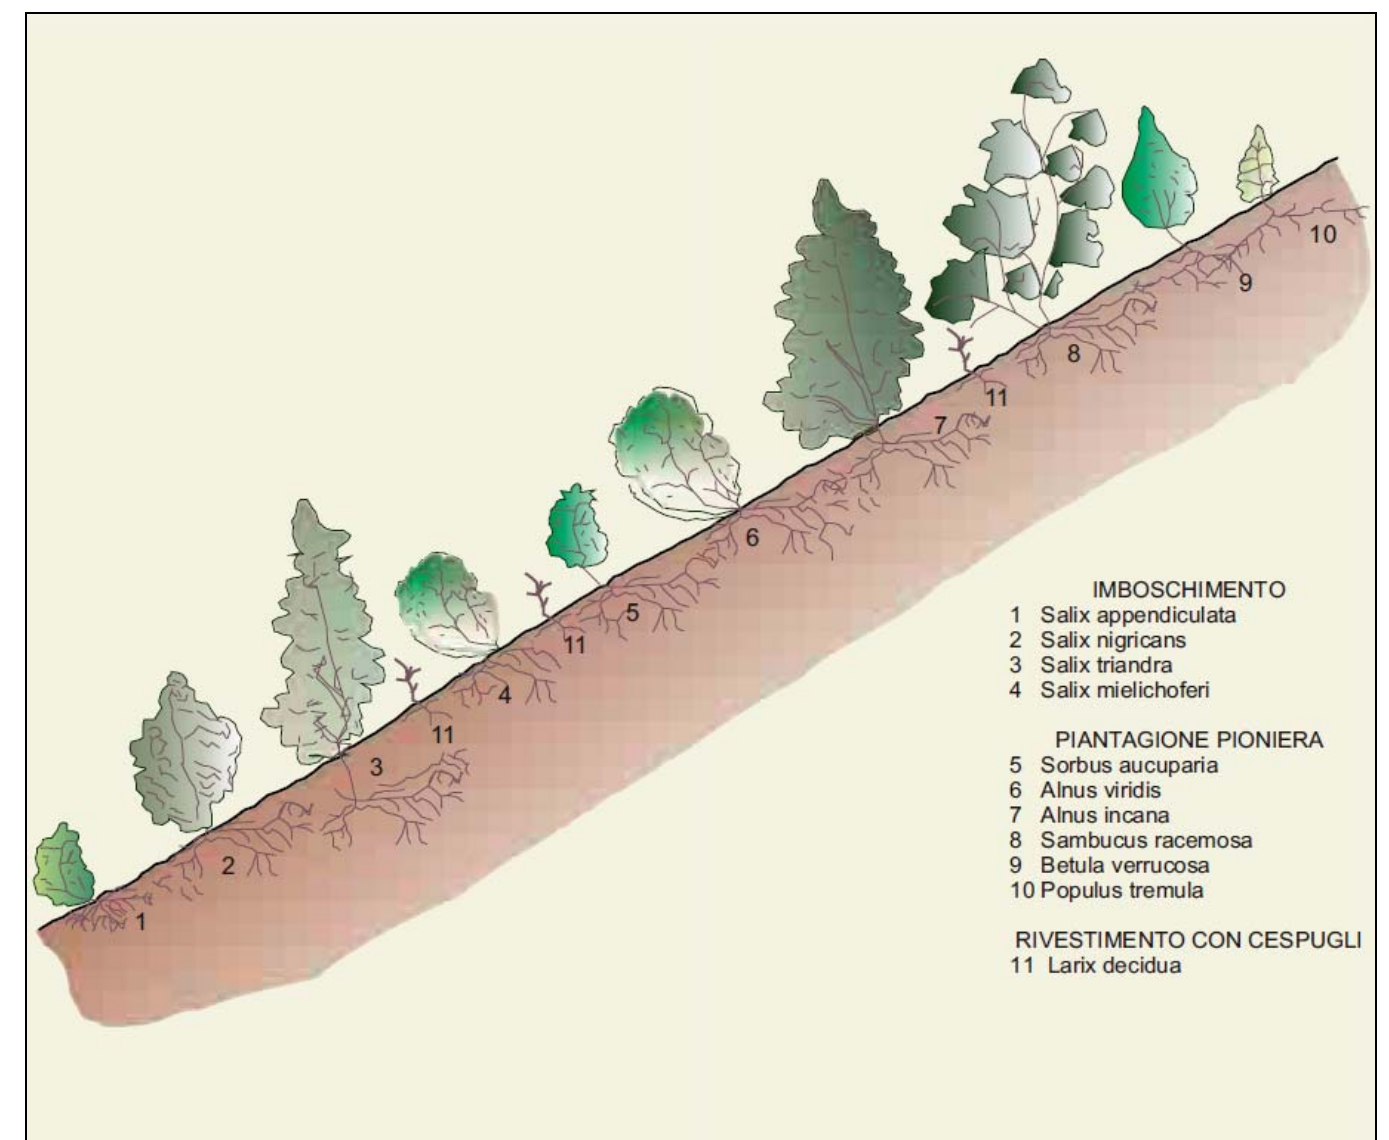 10
9
8
11
7
6
5
11
4
11
3
2
1
IMBOSCHIMENTO
1 Salix appendiculata
2 Salix nigricans
3 Salix triandra
4 Salix mielichoferi
PIANTAGIONE PIONIERA
5 Sorbus aucuparia
6 Alnus viridis
7 Alnus incana
8 Sambucus racemosa
9 Betula verrucosa
10 Populus tremula
RIVESTIMENTO CON CESPUGLI
11 Larix decidua